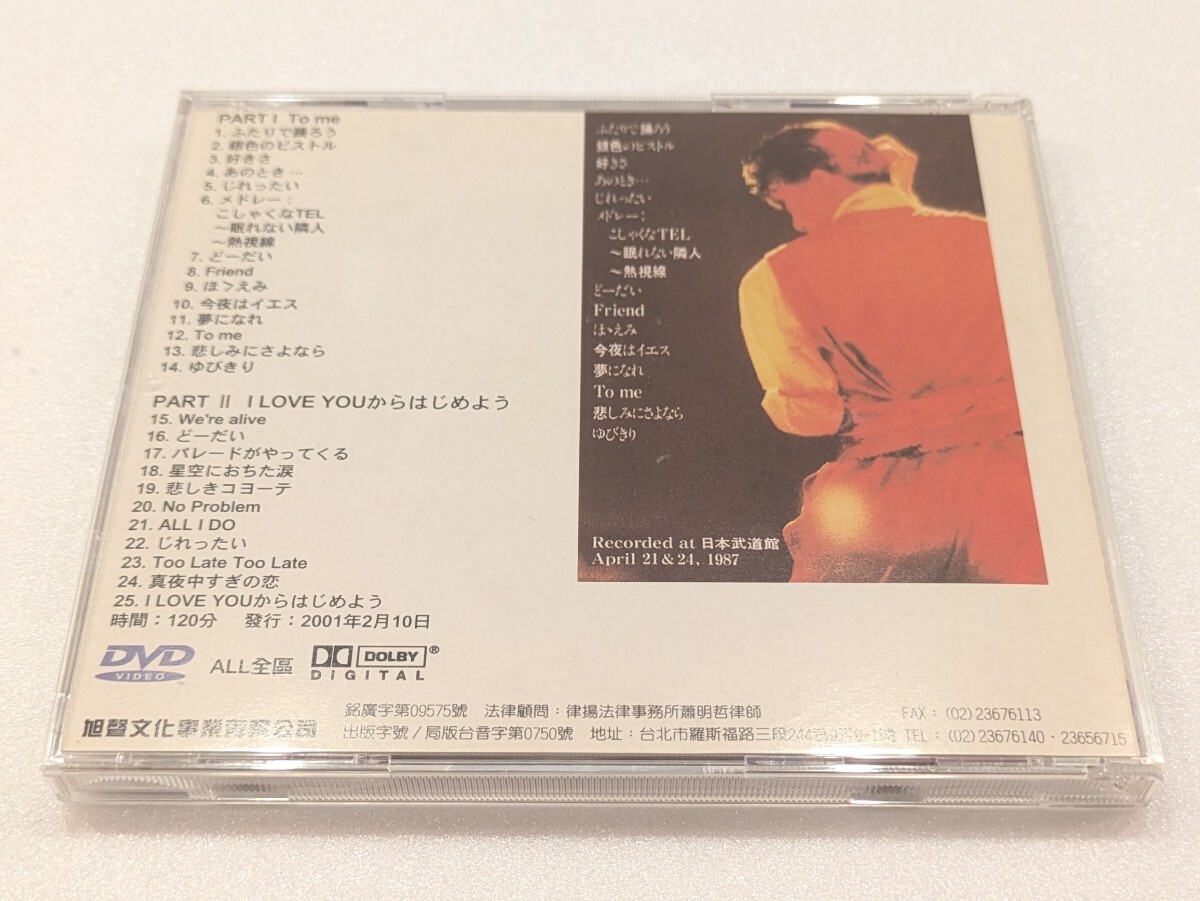 PART I To me
1. ふたりで踊ろう
2. 銀色のピストル
3. 好きさ
4. あのとき…
5. じれったい
6. メドレー：
こしゃくなTEL
～眠れない隣人
～熱視線
7. どーだい
8. Friend
9. ほゝえみ
10. 今夜はイエス
11. 夢になれ
12. To me
13. 悲しみにさよなら
14. ゆびきり
PART Ⅱ I LOVE YOUからはじめよう
15. We're alive
16. どーだい
17. パレードがやってくる
18. 星空におちた涙
19. 悲しきコヨーテ
20. No Problem
21. ALL I DO
22. じれったい
23. Too Late Too Late
24. 真夜中すぎの恋
25. I LOVE YOUからはじめよう
時間：120分 發行：2001年2月10日
DVD VIDEO
ALL全區
DOLBY®
DIGITAL
旭聲文化事業有限公司
銘廣字第09575號 法律顧問：律揚法律事務所蕭明哲律師 FAX：(02)23676113
出版字號/局版台音字第0750號 地址：台北市羅斯福路三段244巷 TEL：(02)23676140・23656715
ふたりで踊ろう
銀色のピストル
好きさ
あのとき…
じれったい
メドレー：
こしゃくなTEL
～眠れない隣人
～熱視線
どーだい
Friend
ほゝえみ
今夜はイエス
夢になれ
To me
悲しみにさよなら
ゆびきり
Recorded at 日本武道館
April 21 & 24, 1987